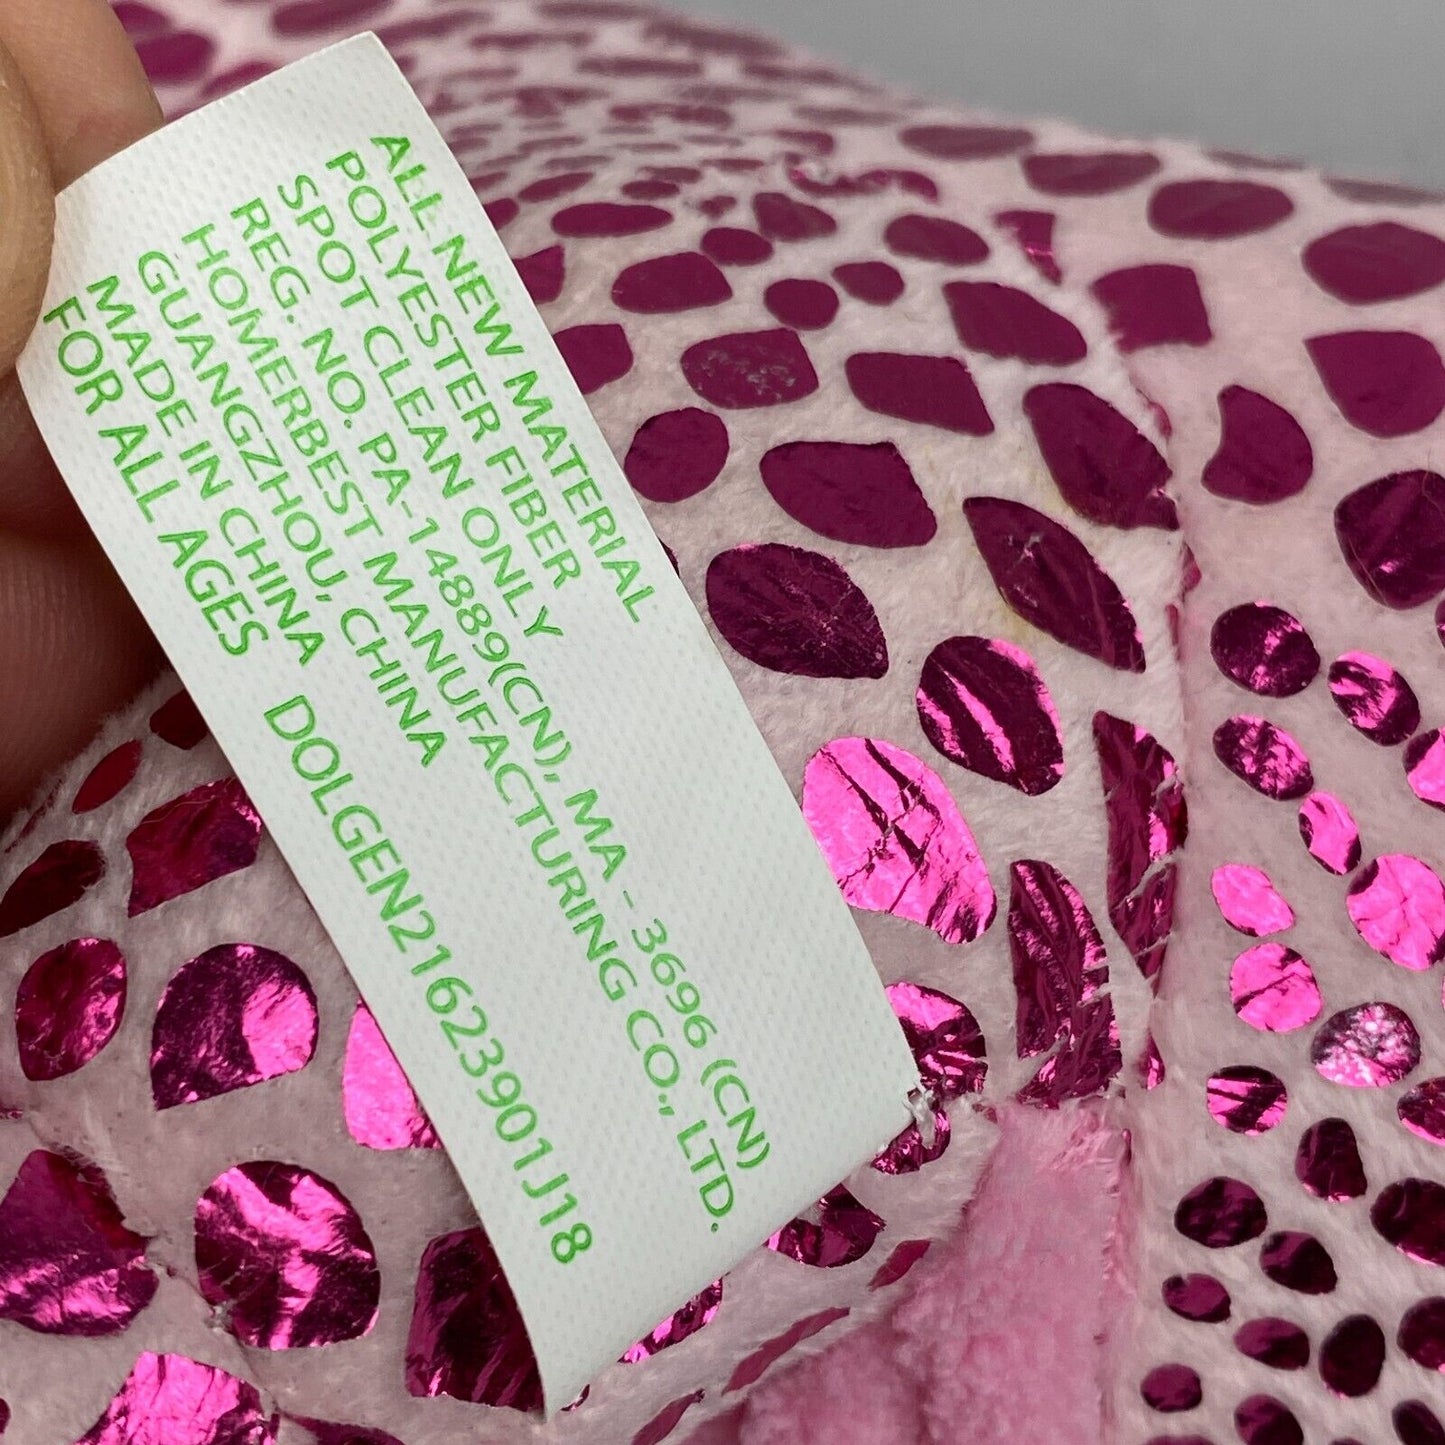 ALL NEW MATERIAL
POLYESTER FIBER
SPOT CLEAN ONLY
REG. NO. PA-14889(CN), MA - 3696 (CN)
HOMERBEST MANUFACTURING CO., LTD.
GUANGZHOU, CHINA
MADE IN CHINA
FOR ALL AGES DOLGEN21623901J18